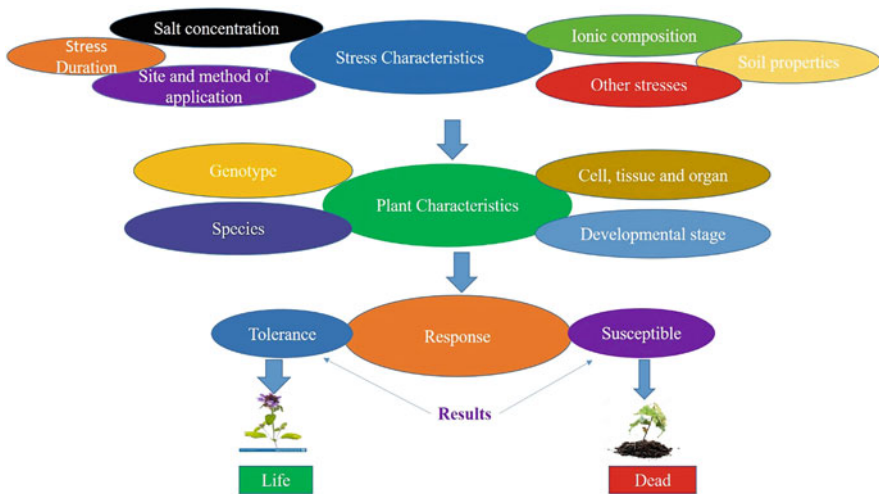 Salt concentration
Stress
Duration
Site and method of
application
Stress Characteristics
Ionic composition
Soil properties
Other stresses
Genotype
Species
Plant Characteristics
Cell, tissue and organ
Developmental stage
Tolerance
Response
Susceptible
Results
Life
Dead